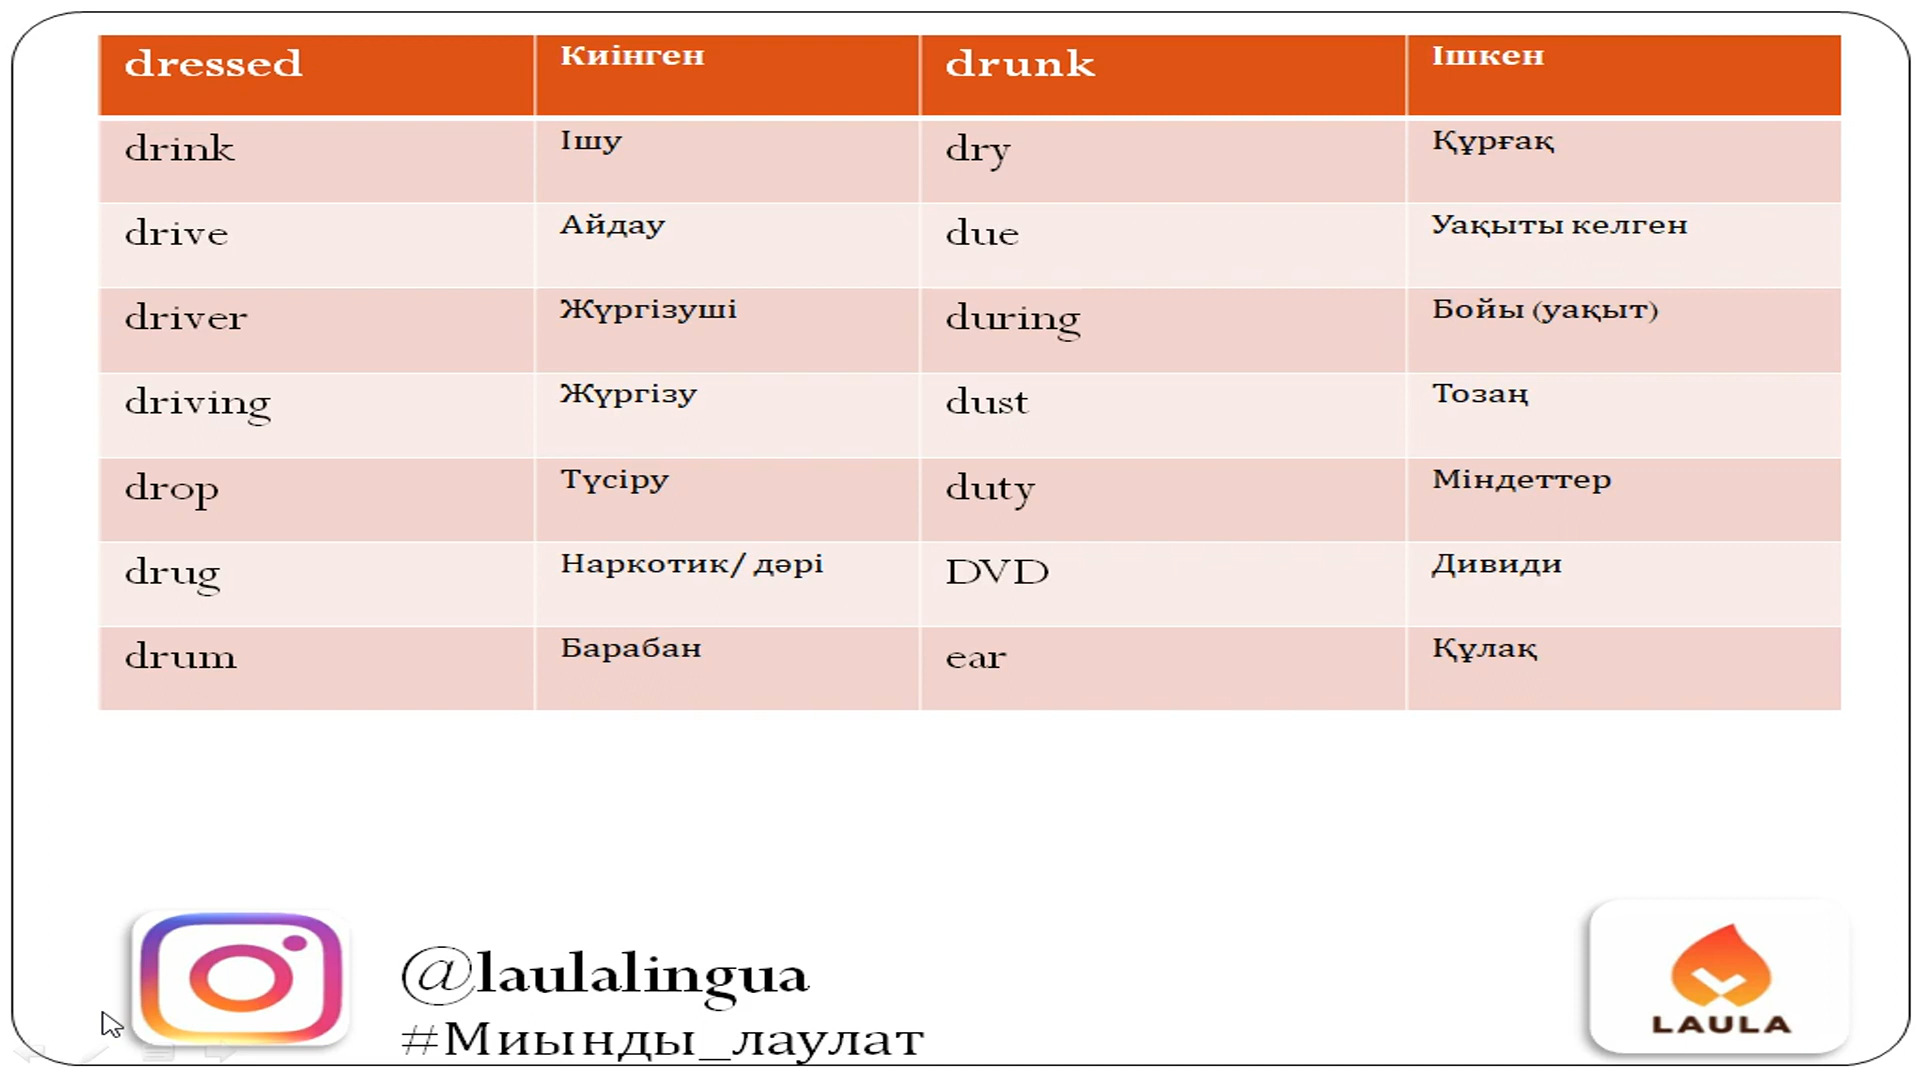 dressed Киінген drunk Ішкен
drink Ішу dry Құрғақ
drive Айдау due Уақыты келген
driver Жүргізуші during Бойы (уақыт)
driving Жүргізу dust Тозаң
drop Түсіру duty Міндеттер
drug Наркотик/ дәрі DVD Дивиди
drum Барабан ear Құлақ
@laulalingua
#Миынды_лаулат
LAULA